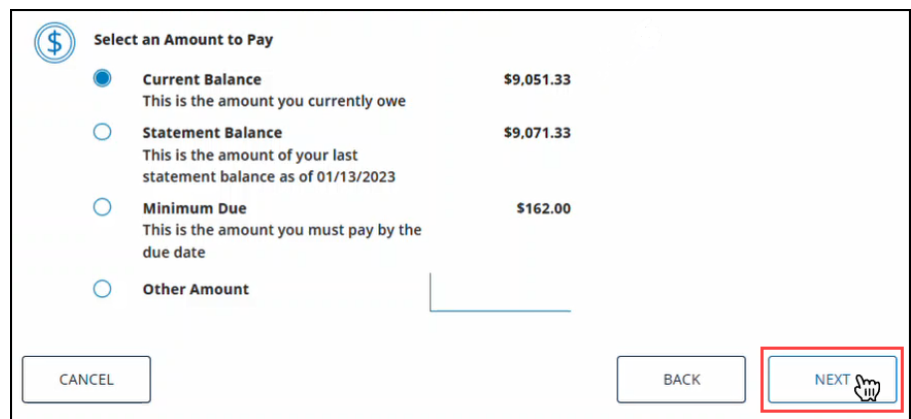 $ Select an Amount to Pay
Current Balance $9,051.33
This is the amount you currently owe
Statement Balance $9,071.33
This is the amount of your last
statement balance as of 01/13/2023
Minimum Due $162.00
This is the amount you must pay by the
due date
Other Amount
CANCEL BACK NEXT